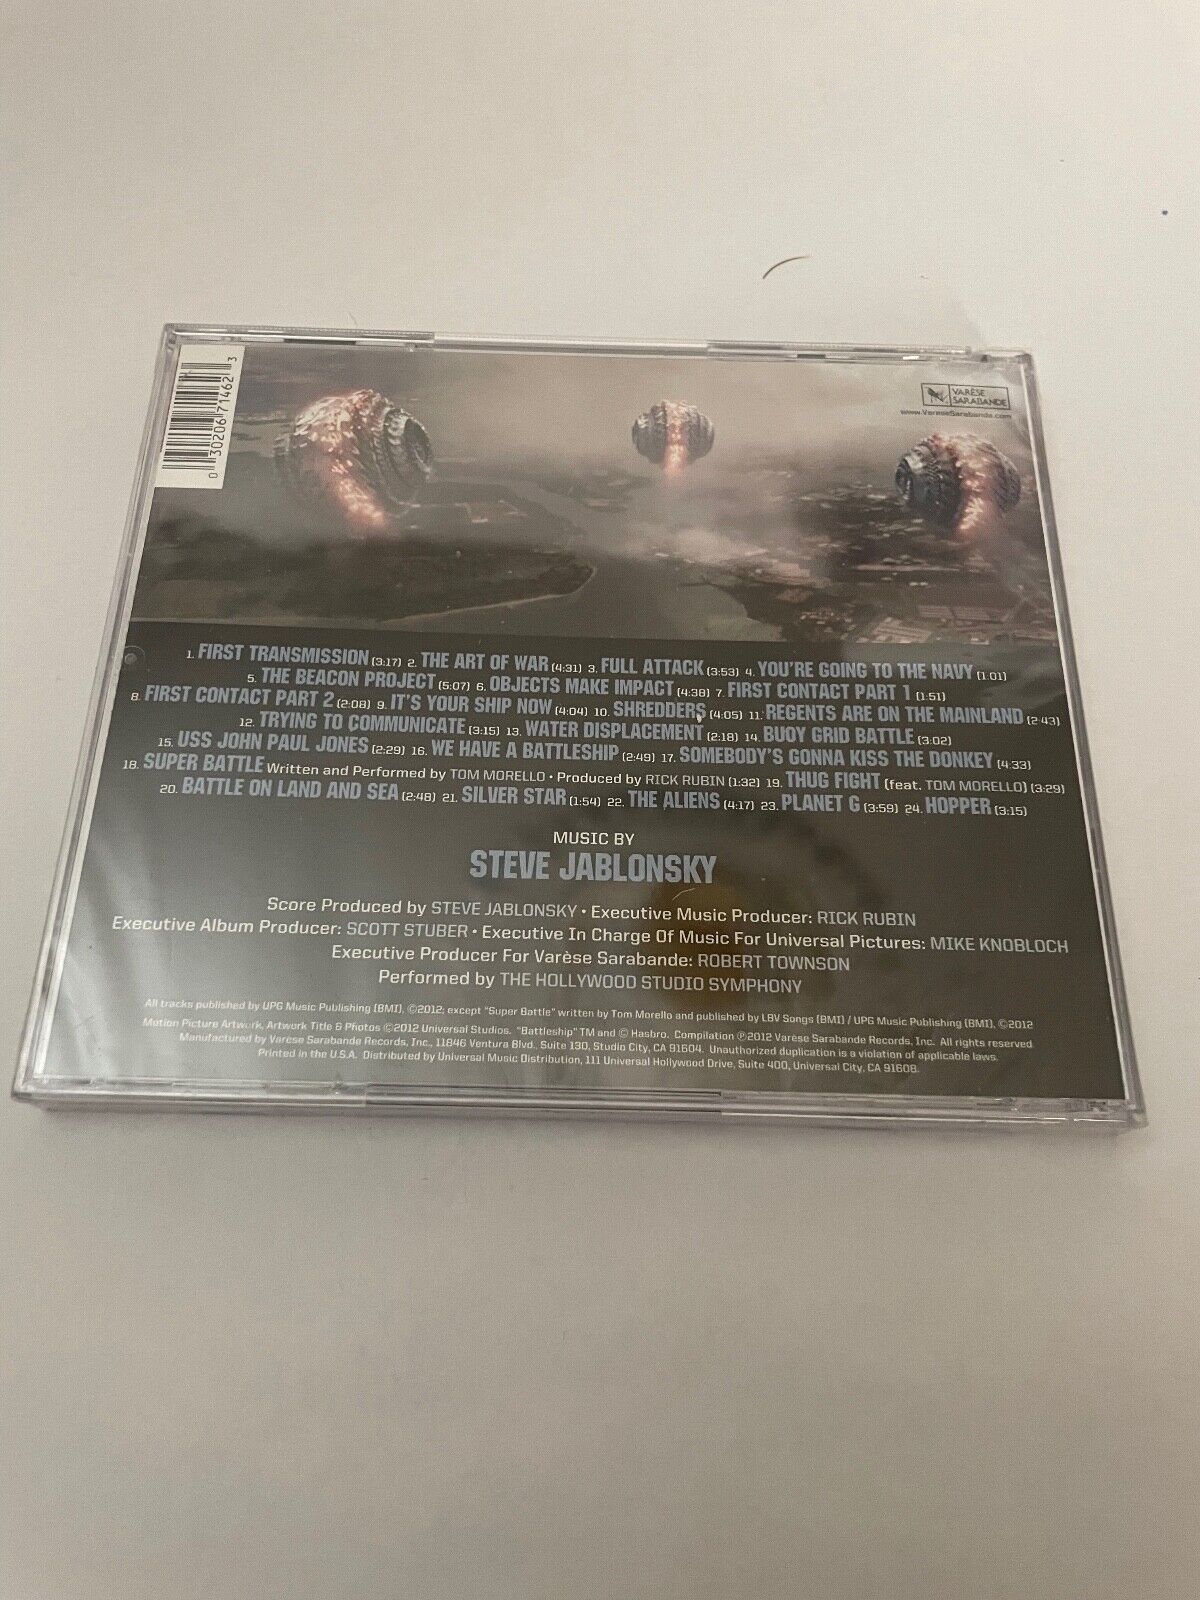 0 30206 71462 3
VARÈSE
SARABANDE
www.VareseSarabande.com
1. FIRST TRANSMISSION (3:17) 2. THE ART OF WAR (4:31) 3. FULL ATTACK (3:53) 4. YOU'RE GOING TO THE NAVY (1:01)
5. THE BEACON PROJECT (5:07) 6. OBJECTS MAKE IMPACT (4:38) 7. FIRST CONTACT PART 1 (1:51)
8. FIRST CONTACT PART 2 (2:08) 9. IT'S YOUR SHIP NOW (4:04) 10. SHREDDERS (4:05) 11. REGENTS ARE ON THE MAINLAND (2:43)
12. TRYING TO COMMUNICATE (3:15) 13. WATER DISPLACEMENT (2:18) 14. BUOY GRID BATTLE (3:02)
15. USS JOHN PAUL JONES (2:29) 16. WE HAVE A BATTLESHIP (2:49) 17. SOMEBODY'S GONNA KISS THE DONKEY (4:33)
18. SUPER BATTLE Written and Performed by TOM MORELLO • Produced by RICK RUBIN (1:32) 19. THUG FIGHT (feat. TOM MORELLO) (3:29)
20. BATTLE ON LAND AND SEA (2:48) 21. SILVER STAR (1:54) 22. THE ALIENS (4:17) 23. PLANET G (3:59) 24. HOPPER (3:15)
MUSIC BY
STEVE JABLONSKY
Score Produced by STEVE JABLONSKY • Executive Music Producer: RICK RUBIN
Executive Album Producer: SCOTT STUBER • Executive In Charge Of Music For Universal Pictures: MIKE KNOBLOCH
Executive Producer For Varèse Sarabande: ROBERT TOWNSON
Performed by THE HOLLYWOOD STUDIO SYMPHONY
All tracks published by UPG Music Publishing (BMI), ©2012; except "Super Battle" written by Tom Morello and published by LBV Songs (BMI) / UPG Music Publishing (BMI), ©2012
Motion Picture Artwork, Artwork Title & Photos ©2012 Universal Studios. "Battleship" TM and © Hasbro. Compilation ℗2012 Varèse Sarabande Records, Inc. All rights reserved
Manufactured by Varèse Sarabande Records, Inc., 11846 Ventura Blvd., Suite 130, Studio City, CA 91604. Unauthorized duplication is a violation of applicable laws.
Printed in the U.S.A. Distributed by Universal Music Distribution, 111 Universal Hollywood Drive, Suite 400, Universal City, CA 91608.